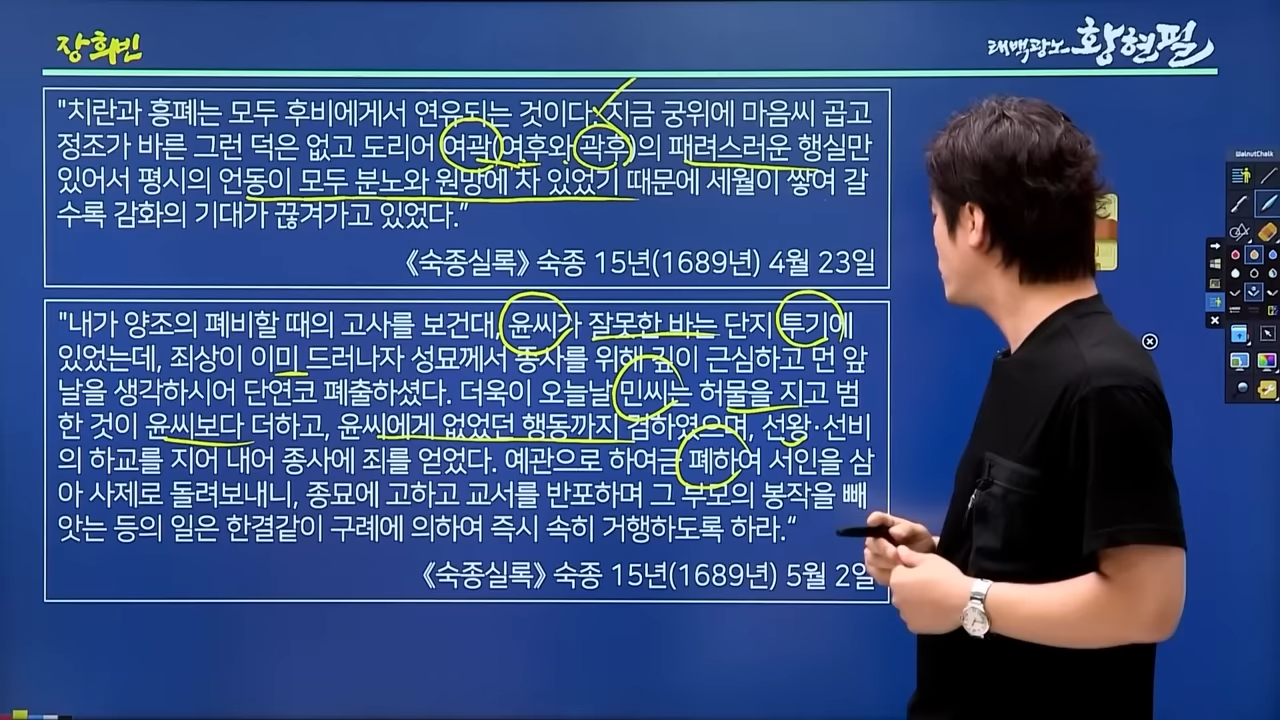 장희빈
태백광노 황현필
"치란과 흥폐는 모두 후비에게서 연유되는 것이다. 지금 궁위에 마음씨 곱고
정조가 바른 그런 덕은 없고 도리어 여곽(여후와 곽후)의 패려스러운 행실만
있어서 평시의 언동이 모두 분노와 원망에 차 있었기 때문에 세월이 쌓여 갈
수록 감화의 기대가 끊겨가고 있었다.”
《숙종실록》 숙종 15년(1689년) 4월 23일
"내가 양조의 폐비할 때의 고사를 보건대, 윤씨가 잘못한 바는 단지 투기에
있었는데, 죄상이 이미 드러나자 성묘께서 종사를 위해 깊이 근심하고 먼 앞
날을 생각하시어 단연코 폐출하셨다. 더욱이 오늘날 민씨는 허물을 지고 범
한 것이 윤씨보다 더하고, 윤씨에게 없었던 행동까지 겸하였으며, 선왕·선비
의 하교를 지어 내어 종사에 죄를 얻었다. 예관으로 하여금 폐하여 서인을 삼
아 사제로 돌려보내니, 종묘에 고하고 교서를 반포하며 그 부모의 봉작을 빼
앗는 등의 일은 한결같이 구례에 의하여 즉시 속히 거행하도록 하라.“
《숙종실록》 숙종 15년(1689년) 5월 2일
WalnutChalk